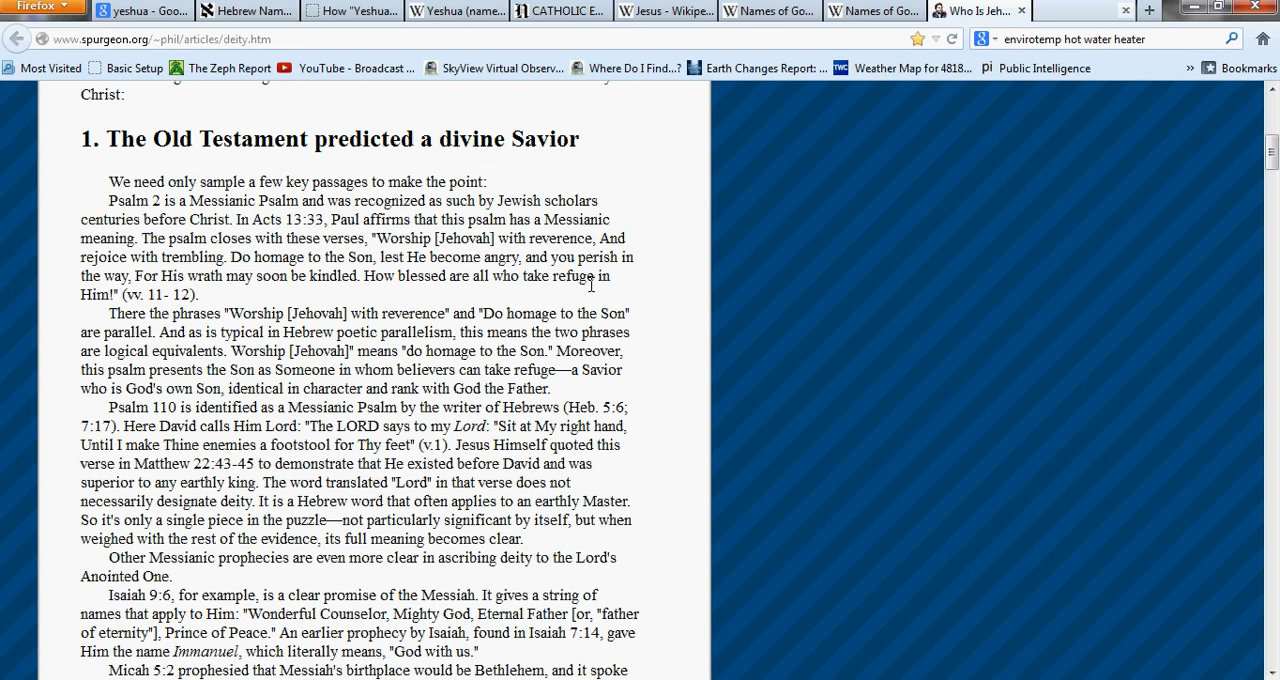 Firefox
yeshua - Goo...
Hebrew Nam...
How "Yeshua...
Yeshua (name...
CATHOLIC E...
Jesus - Wikipe...
Names of Go...
Names of Go...
Who Is Jeh...
www.spurgeon.org/~phil/articles/deity.htm
envirotemp hot water heater
Most Visited
Basic Setup
The Zeph Report
YouTube - Broadcast ...
SkyView Virtual Observ...
Where Do I Find...?
Earth Changes Report: ...
Weather Map for 4818...
Public Intelligence
Bookmarks
Christ:
1. The Old Testament predicted a divine Savior
We need only sample a few key passages to make the point:
Psalm 2 is a Messianic Psalm and was recognized as such by Jewish scholars
centuries before Christ. In Acts 13:33, Paul affirms that this psalm has a Messianic
meaning. The psalm closes with these verses, "Worship [Jehovah] with reverence, And
rejoice with trembling. Do homage to the Son, lest He become angry, and you perish in
the way, For His wrath may soon be kindled. How blessed are all who take refuge in
Him!" (vv. 11- 12).
There the phrases "Worship [Jehovah] with reverence" and "Do homage to the Son"
are parallel. And as is typical in Hebrew poetic parallelism, this means the two phrases
are logical equivalents. Worship [Jehovah]" means "do homage to the Son." Moreover,
this psalm presents the Son as Someone in whom believers can take refuge—a Savior
who is God's own Son, identical in character and rank with God the Father.
Psalm 110 is identified as a Messianic Psalm by the writer of Hebrews (Heb. 5:6;
7:17). Here David calls Him Lord: "The LORD says to my Lord: "Sit at My right hand,
Until I make Thine enemies a footstool for Thy feet" (v.1). Jesus Himself quoted this
verse in Matthew 22:43-45 to demonstrate that He existed before David and was
superior to any earthly king. The word translated "Lord" in that verse does not
necessarily designate deity. It is a Hebrew word that often applies to an earthly Master.
So it's only a single piece in the puzzle—not particularly significant by itself, but when
weighed with the rest of the evidence, its full meaning becomes clear.
Other Messianic prophecies are even more clear in ascribing deity to the Lord's
Anointed One.
Isaiah 9:6, for example, is a clear promise of the Messiah. It gives a string of
names that apply to Him: "Wonderful Counselor, Mighty God, Eternal Father [or, "father
of eternity"], Prince of Peace." An earlier prophecy by Isaiah, found in Isaiah 7:14, gave
Him the name Immanuel, which literally means, "God with us."
Micah 5:2 prophesied that Messiah's birthplace would be Bethlehem, and it spoke